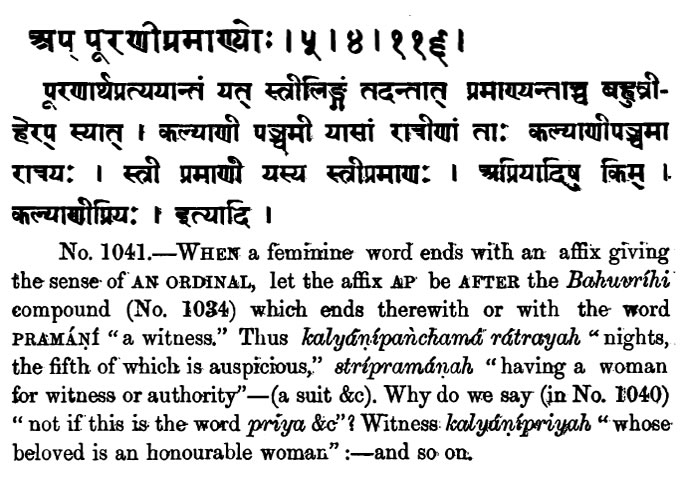 अप् पूरणीप्रमाण्योः । ५ । ४ । ११६ ।
पूरणार्थप्रत्ययान्तं यत् स्त्रीलिङ्गं तदन्तात् प्रमाण्यन्ताच्च बहुव्री-
हेरप् स्यात् । कल्याणी पञ्चमी यासां रात्रीणां ताः कल्याणीपञ्चमा
रात्रयः । स्त्री प्रमाणी यस्य स्त्रीप्रमाणः । अप्रियादिषु किम् ।
कल्याणीप्रियः । इत्यादि ।
No. 1041.—WHEN a feminine word ends with an affix giving
the sense of AN ORDINAL, let the affix AP be AFTER the Bahuvríhi
compound (No. 1034) which ends therewith or with the word
PRAMÁṆÍ "a witness." Thus kalyáṇípanchamá rátrayah "nights,
the fifth of which is auspicious," strípramáṇah "having a woman
for witness or authority"—(a suit &c). Why do we say (in No. 1040)
"not if this is the word priya &c"? Witness kalyáṇípriyah "whose
beloved is an honourable woman":—and so on.